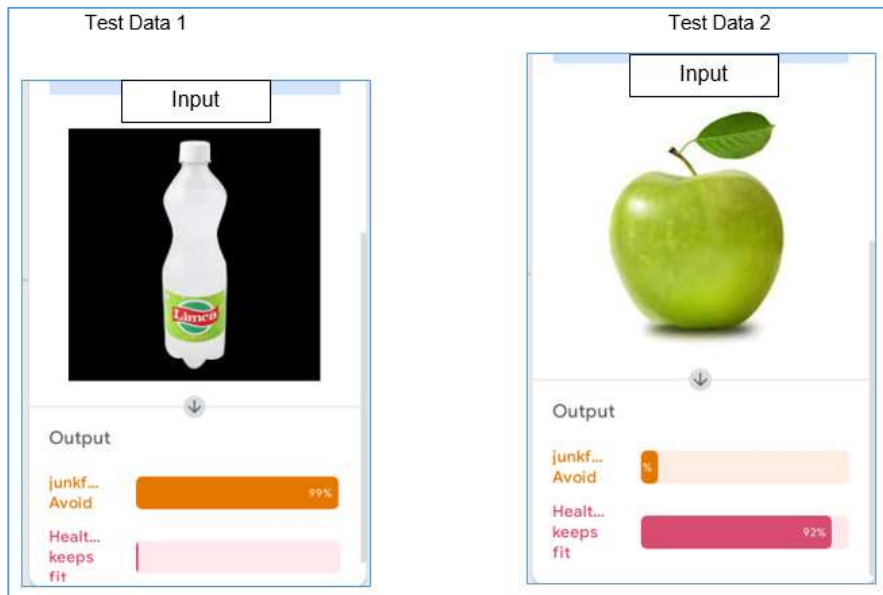 Test Data 1
Input
Limca
Output
junkf...
Avoid
99%
Healt...
keeps
fit
Test Data 2
Input
Output
junkf...
Avoid
%
Healt...
keeps
fit
92%